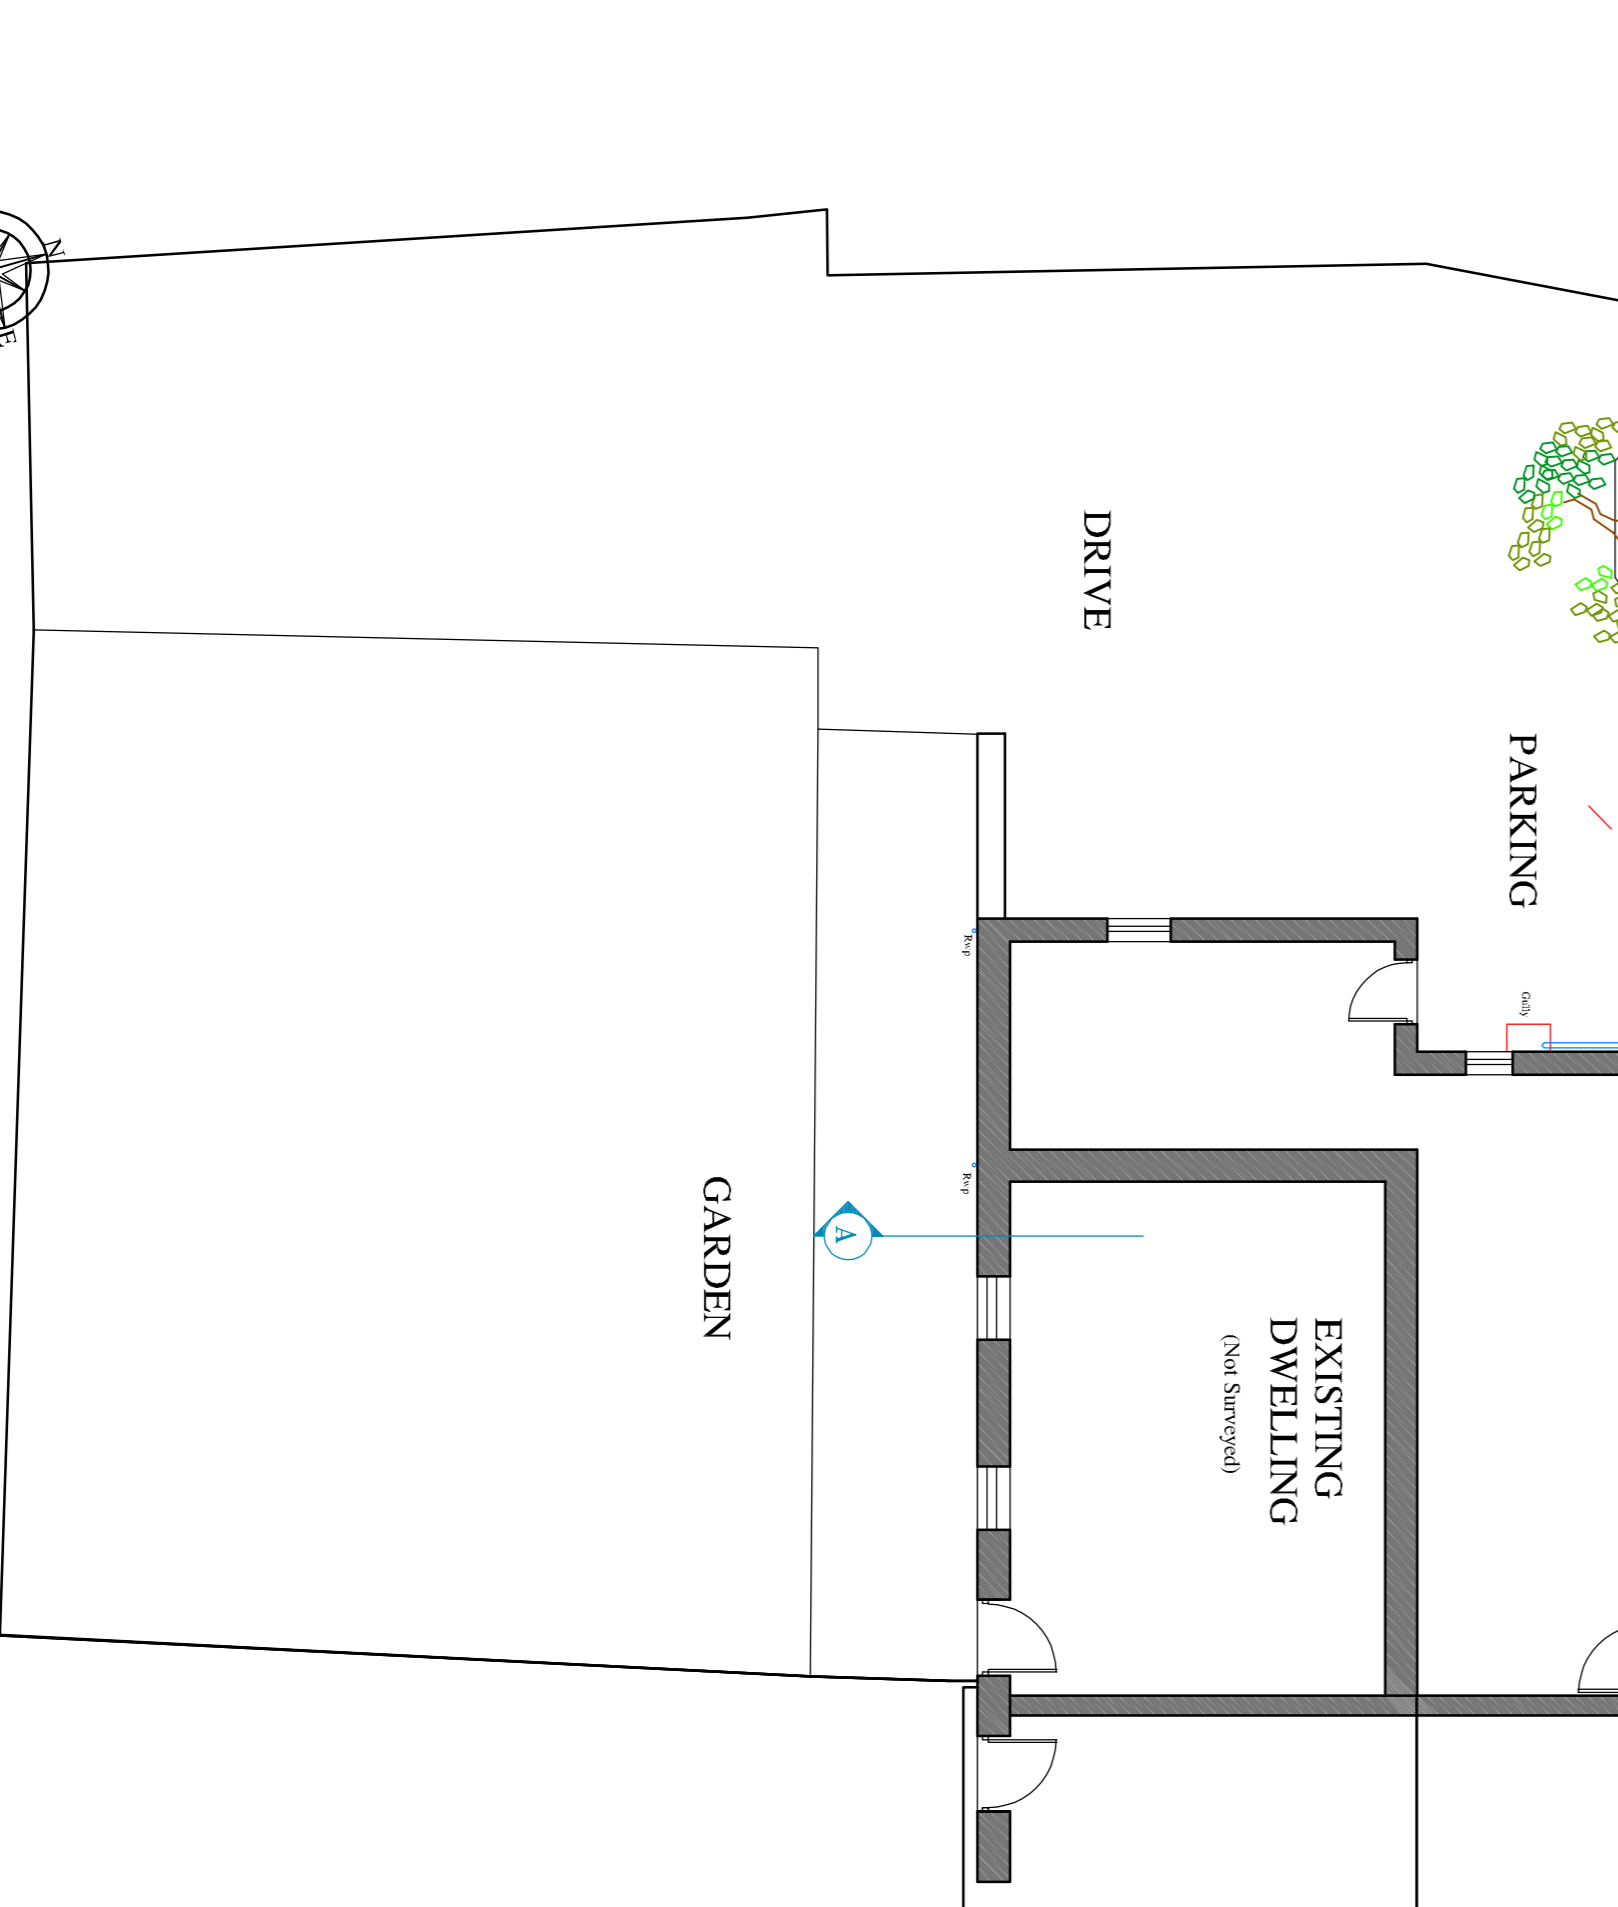 N
E
DRIVE
PARKING
Rwp
Gully
Rwp
A
GARDEN
EXISTING
DWELLING
(Not Surveyed)